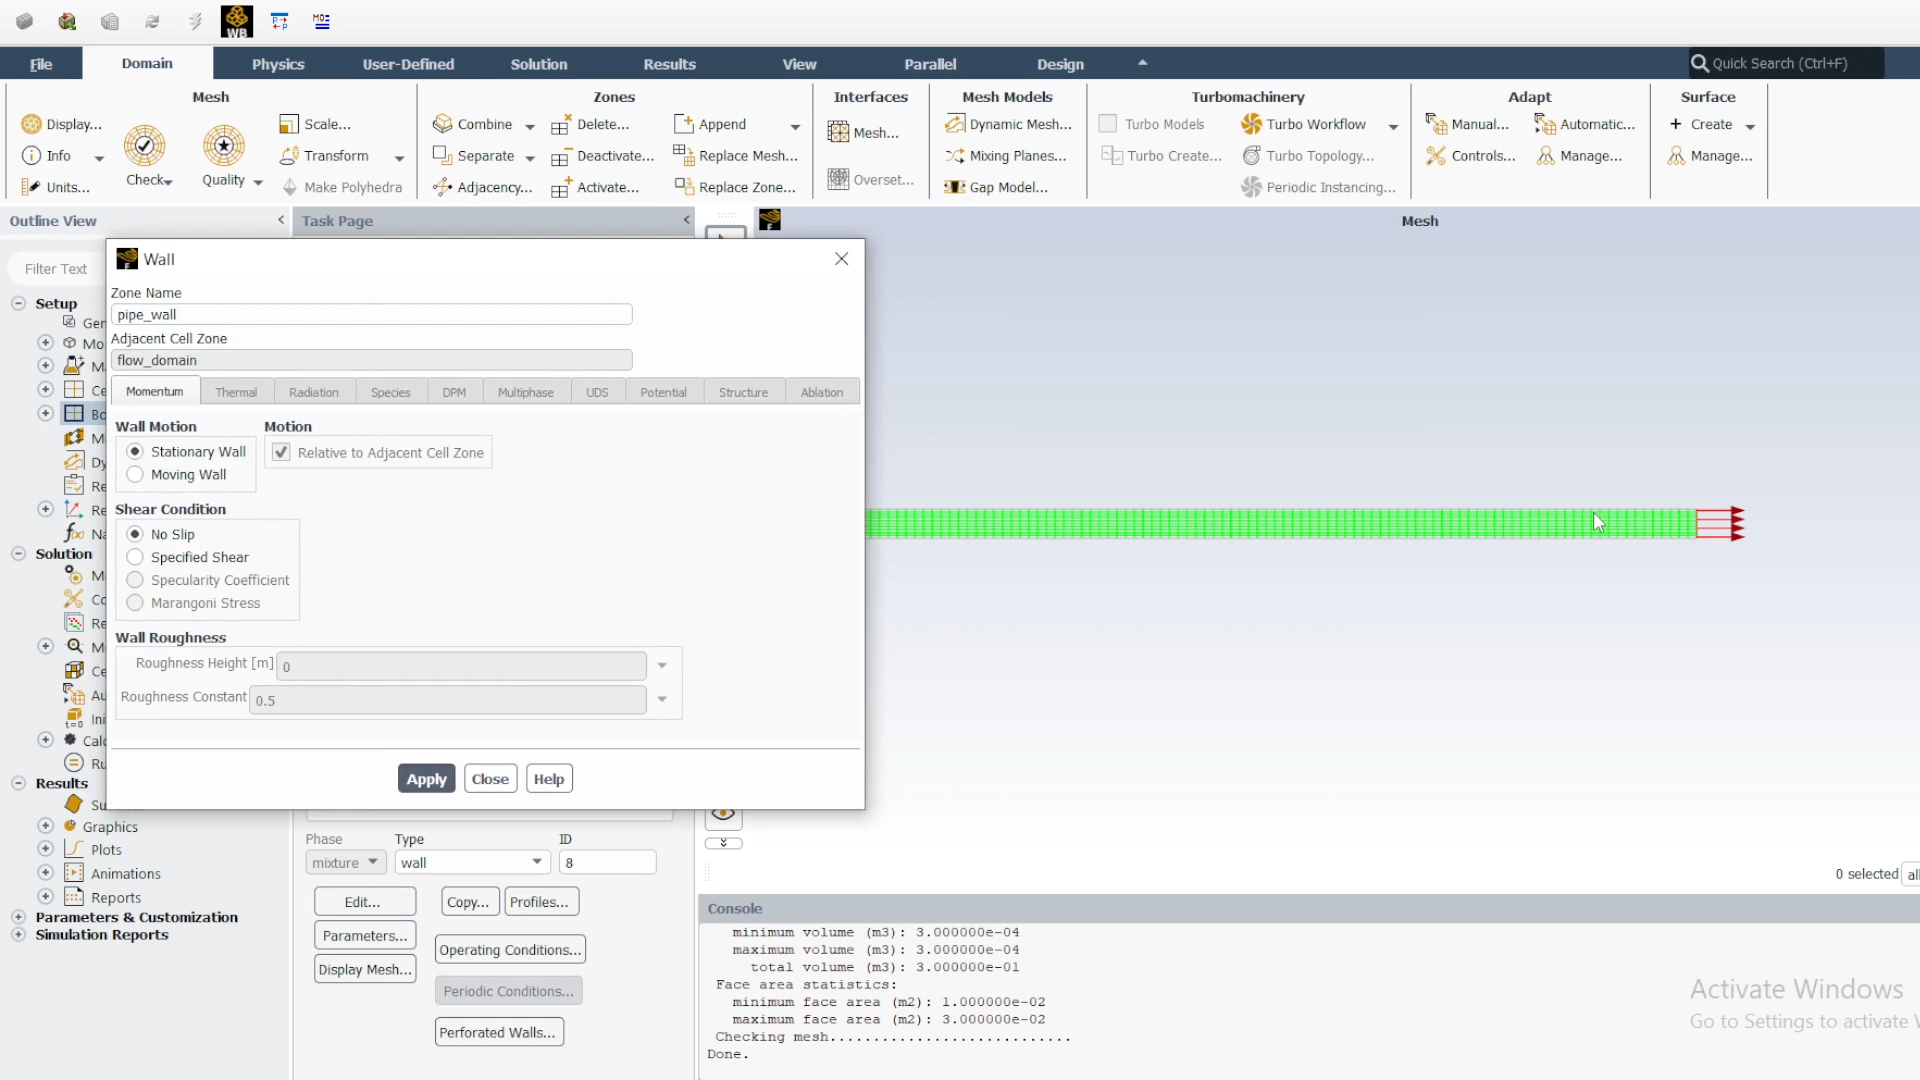 WB
MO=
File
Domain
Physics
User-Defined
Solution
Results
View
Parallel
Design
Quick Search (Ctrl+F)
Mesh
Display...
Info
Units...
Check
Quality
Scale...
Transform
Make Polyhedra
Zones
Combine
Separate
Adjacency...
Delete...
Deactivate...
Activate...
Append
Replace Mesh...
Replace Zone...
Interfaces
Mesh...
Overset...
Mesh Models
Dynamic Mesh...
Mixing Planes...
Gap Model...
Turbomachinery
Turbo Models
Turbo Create...
Turbo Workflow
Turbo Topology...
Periodic Instancing...
Adapt
Manual...
Controls...
Automatic...
Manage...
Surface
Create
Manage...
Outline View
Filter Text
Setup
Results
Solution
Graphics
Plots
Animations
Reports
Parameters & Customization
Simulation Reports
Task Page
Mesh
Wall
Zone Name
pipe_wall
Adjacent Cell Zone
flow_domain
Momentum
Thermal
Radiation
Species
DPM
Multiphase
UDS
Potential
Structure
Ablation
Wall Motion
Stationary Wall
Moving Wall
Motion
Relative to Adjacent Cell Zone
Shear Condition
No Slip
Specified Shear
Specularity Coefficient
Marangoni Stress
Wall Roughness
Roughness Height [m] 0
Roughness Constant 0.5
Apply
Close
Help
Phase
mixture
Type
wall
ID
8
Edit...
Copy...
Profiles...
Parameters...
Operating Conditions...
Display Mesh...
Periodic Conditions...
Perforated Walls...
0 selected
all
Console
minimum volume (m3): 3.000000e-04
maximum volume (m3): 3.000000e-04
total volume (m3): 3.000000e-01
Face area statistics:
minimum face area (m2): 1.000000e-02
maximum face area (m2): 3.000000e-02
Checking mesh............................
Done.
Activate Windows
Go to Settings to activate